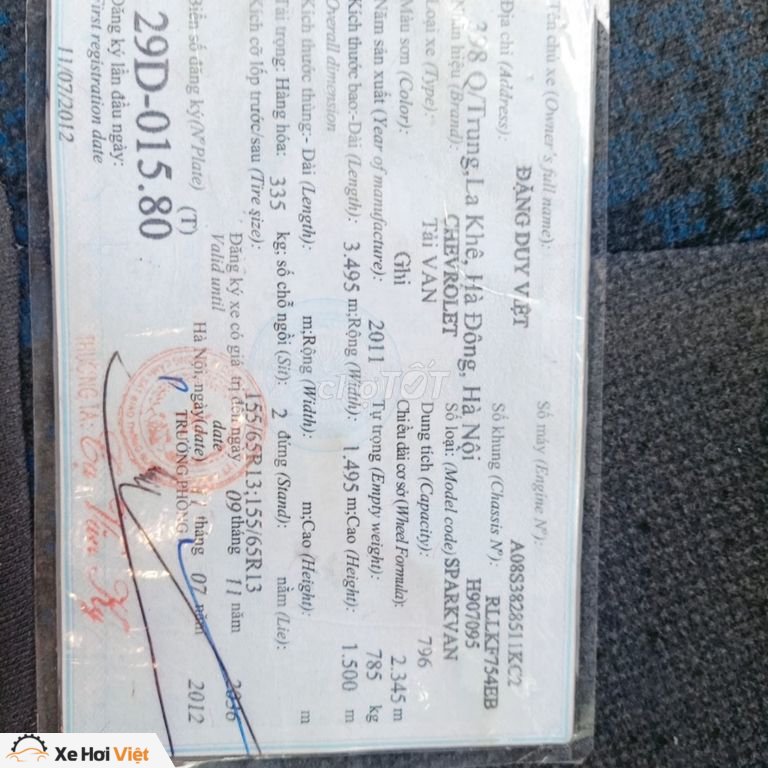 Tên chủ xe (Owner's full name): ĐẶNG DUY VIỆT
Địa chỉ (Address):
298 Q/Trung, La Khê, Hà Đông, Hà Nội
Nhãn hiệu (Brand): CHEVROLET
Loại xe (Type): Tải VAN
Màu sơn (Color): Ghi
Năm sản xuất (Year of manufacture): 2011
Kích thước bao:- Dài (Length): 3.495 m;Rộng (Width): 1.495 m;Cao (Height): 1.500 m
Overall dimension
Kích thước thùng:- Dài (Length): m;Rộng (Width): m;Cao (Height): m
Tải trọng: Hàng hóa: 335 kg; số chỗ ngồi (Sit): 2 đứng (Stand): nằm (Lie):
Kích cỡ lốp trước/sau (Tire size): 155/65R13;155/65R13
Số máy (Engine N°): A08S3828511KC2
Số khung (Chassis N°): RLLKF754EB
H907095
Số loại: (Model code) SPARKVAN
Dung tích (Capacity): 796
Chiều dài cơ sở (Wheel Formula): 2.345 m
Tự trọng (Empty weight): 785 kg
Đăng ký xe có giá trị đến ngày 09 tháng 11 năm 2036
Valid until date
Biển số đăng ký(N° Plate) (T)
29D-015.80
Đăng ký lần đầu ngày:
First registration date
11/07/2012
Hà Nội, ngày(date) tháng 07 năm 2012
TRƯỞNG PHÒNG
THƯỢNG TÁ:
chợTỐT
Xe Hơi Việt